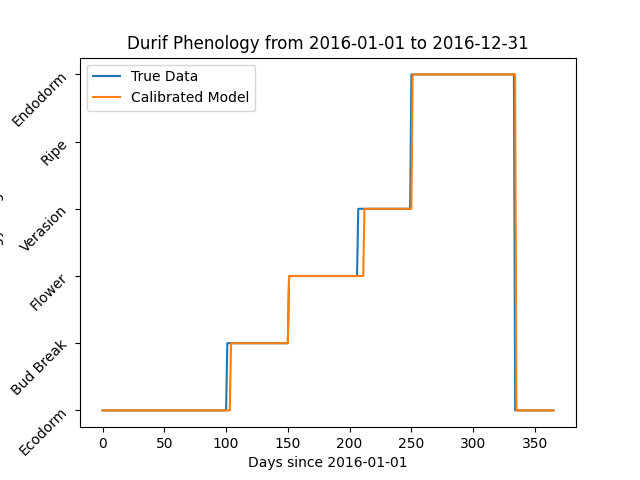 Durif Phenology from 2016-01-01 to 2016-12-31
True Data
Calibrated Model
Endodorm
Ripe
Verasion
Flower
Bud Break
Ecodorm
0 50 100 150 200 250 300 350
Days since 2016-01-01